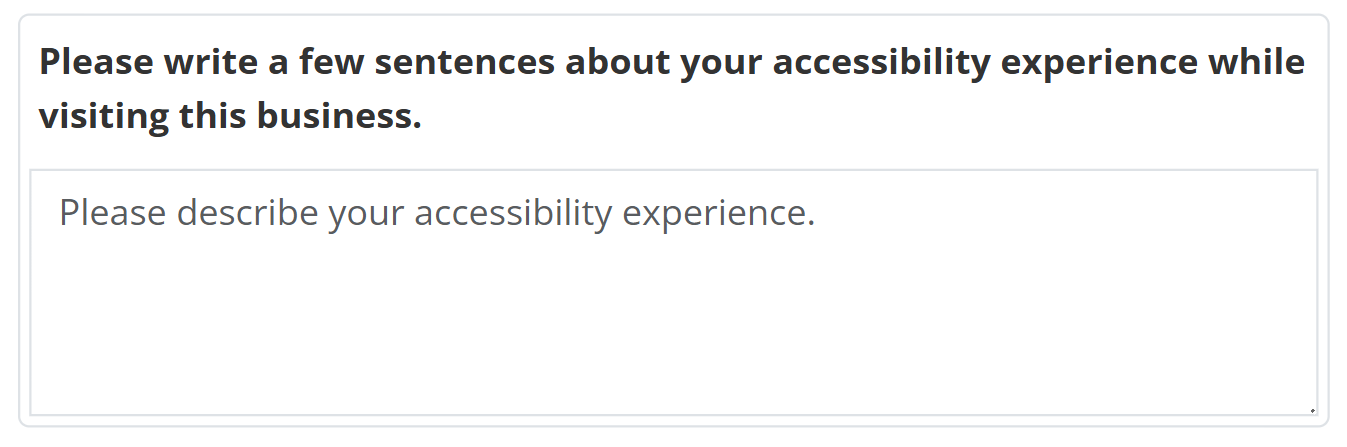 Please write a few sentences about your accessibility experience while
visiting this business.
Please describe your accessibility experience.